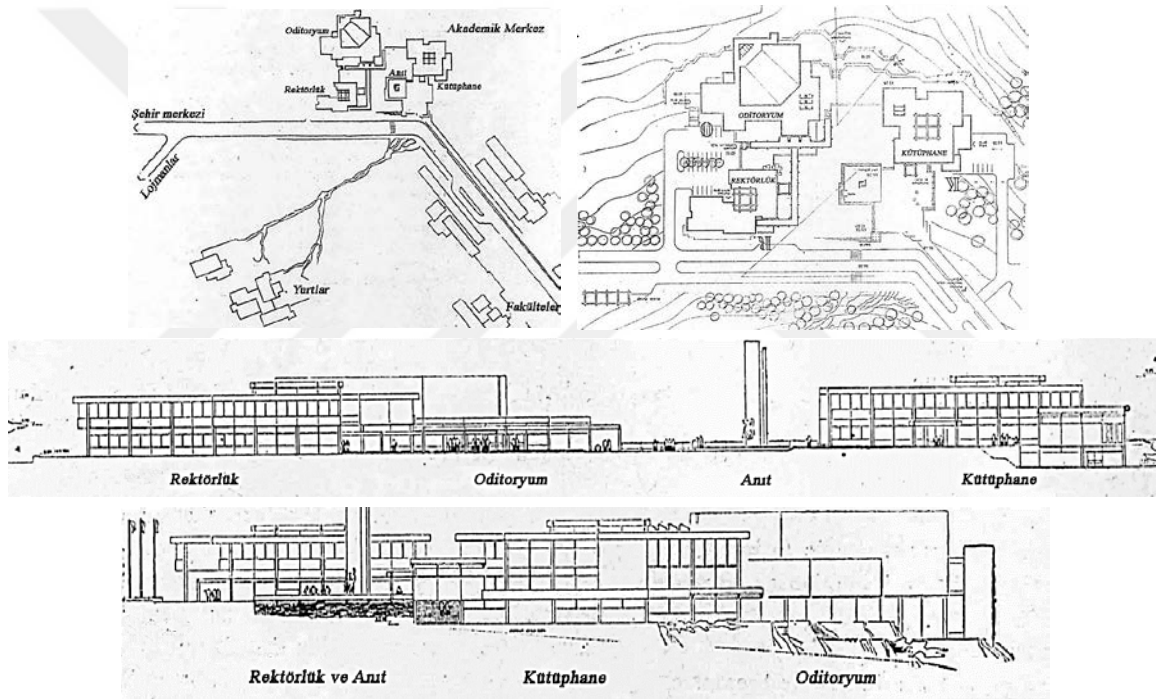 Oditoryum
Akademik Merkez
Anıt
Rektörlük
Kütüphane
Şehir merkezi
Lojmanlar
Yurtlar
Fakülteler
ODİTORYUM
KÜTÜPHANE
REKTÖRLÜK
Rektörlük
Oditoryum
Anıt
Kütüphane
Rektörlük ve Anıt
Kütüphane
Oditoryum